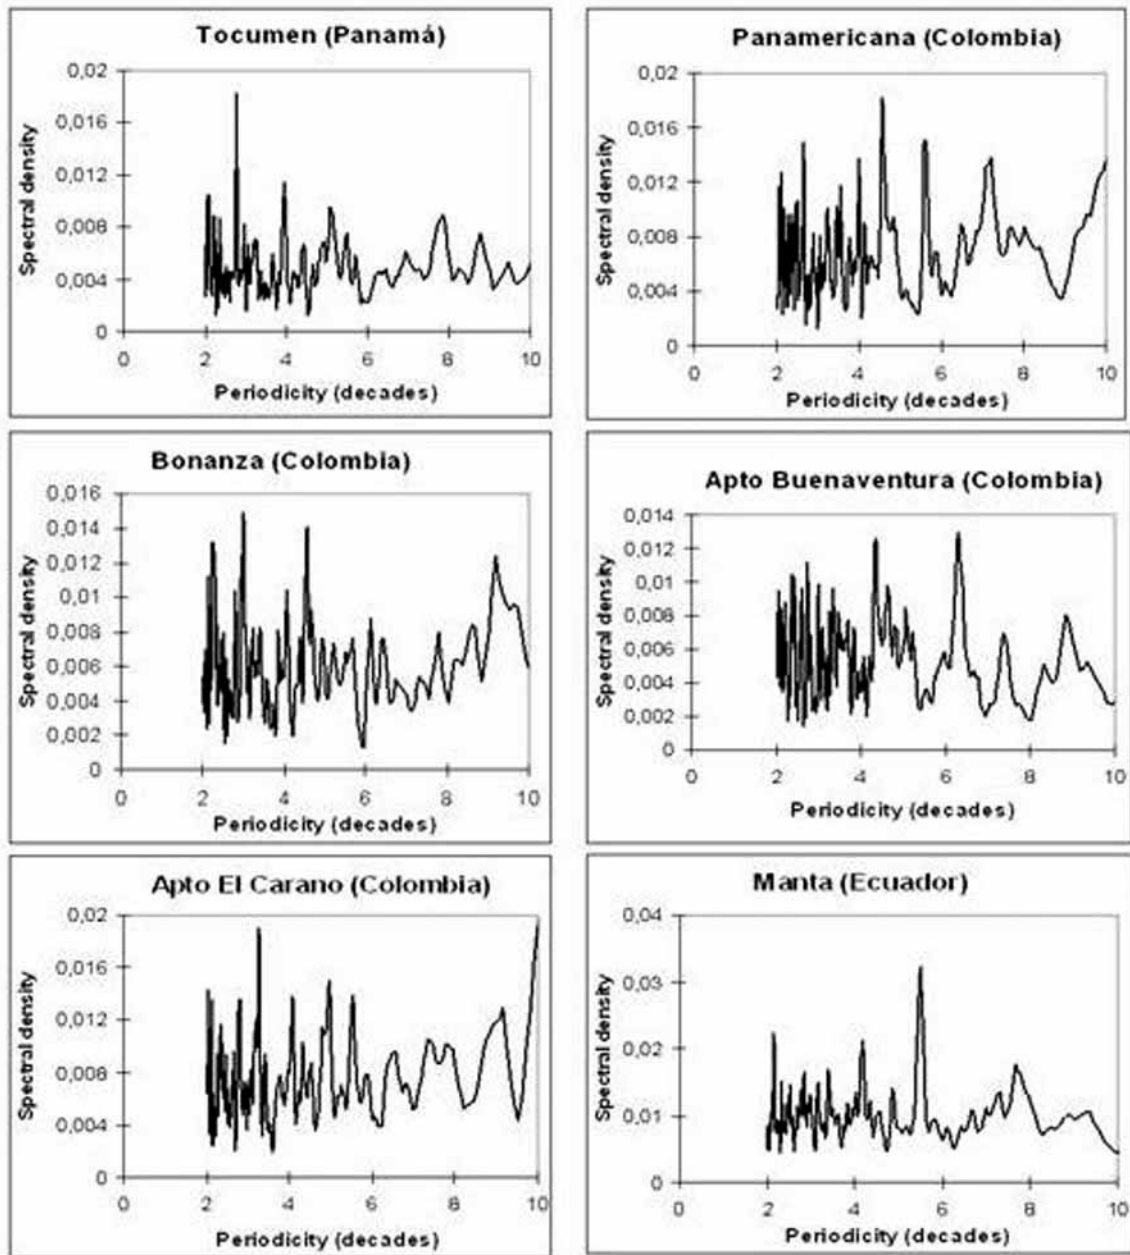 Tocumen (Panamá)
0,02
0,016
0,012
0,008
0,004
0
Spectral density
0 2 4 6 8 10
Periodicity (decades)
Panamericana (Colombia)
0,02
0,016
0,012
0,008
0,004
0
Spectral density
0 2 4 6 8 10
Periodicity (decades)
Bonanza (Colombia)
0,016
0,014
0,012
0,01
0,008
0,006
0,004
0,002
0
Spectral density
0 2 4 6 8 10
Periodicity (decades)
Apto Buenaventura (Colombia)
0,014
0,012
0,01
0,008
0,006
0,004
0,002
0
Spectral density
0 2 4 6 8 10
Periodicity (decades)
Apto El Carano (Colombia)
0,02
0,016
0,012
0,008
0,004
0
Spectral density
0 2 4 6 8 10
Periodicity (decades)
Manta (Ecuador)
0,04
0,03
0,02
0,01
0
Spectral density
0 2 4 6 8 10
Periodicity (decades)